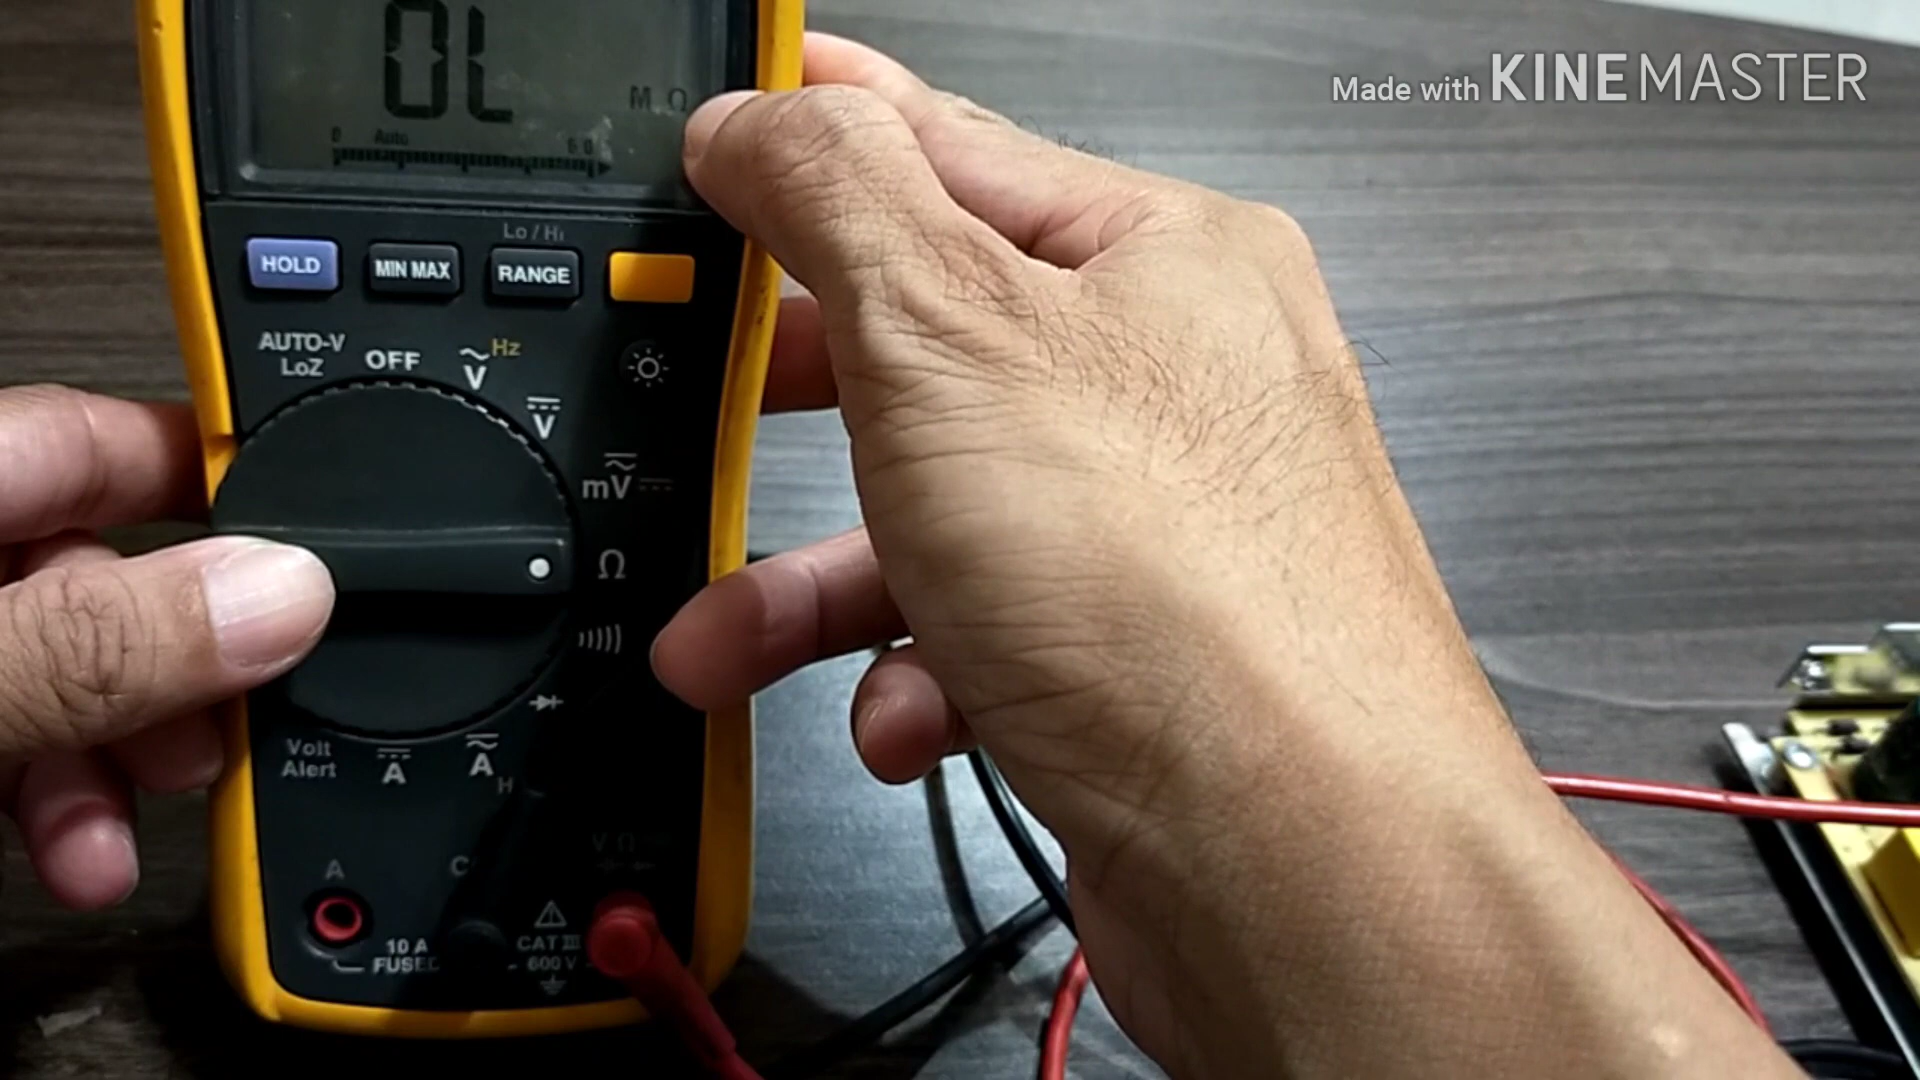 Made with KINEMASTER
OL
M Ω
0 Auto 60
Lo / Hi
HOLD MIN MAX RANGE
AUTO-V
LoZ
OFF
Hz
V
V
mV
Ω
Volt
Alert
A
A
H
A
C
V Ω
10 A
FUSED
CAT III
600 V